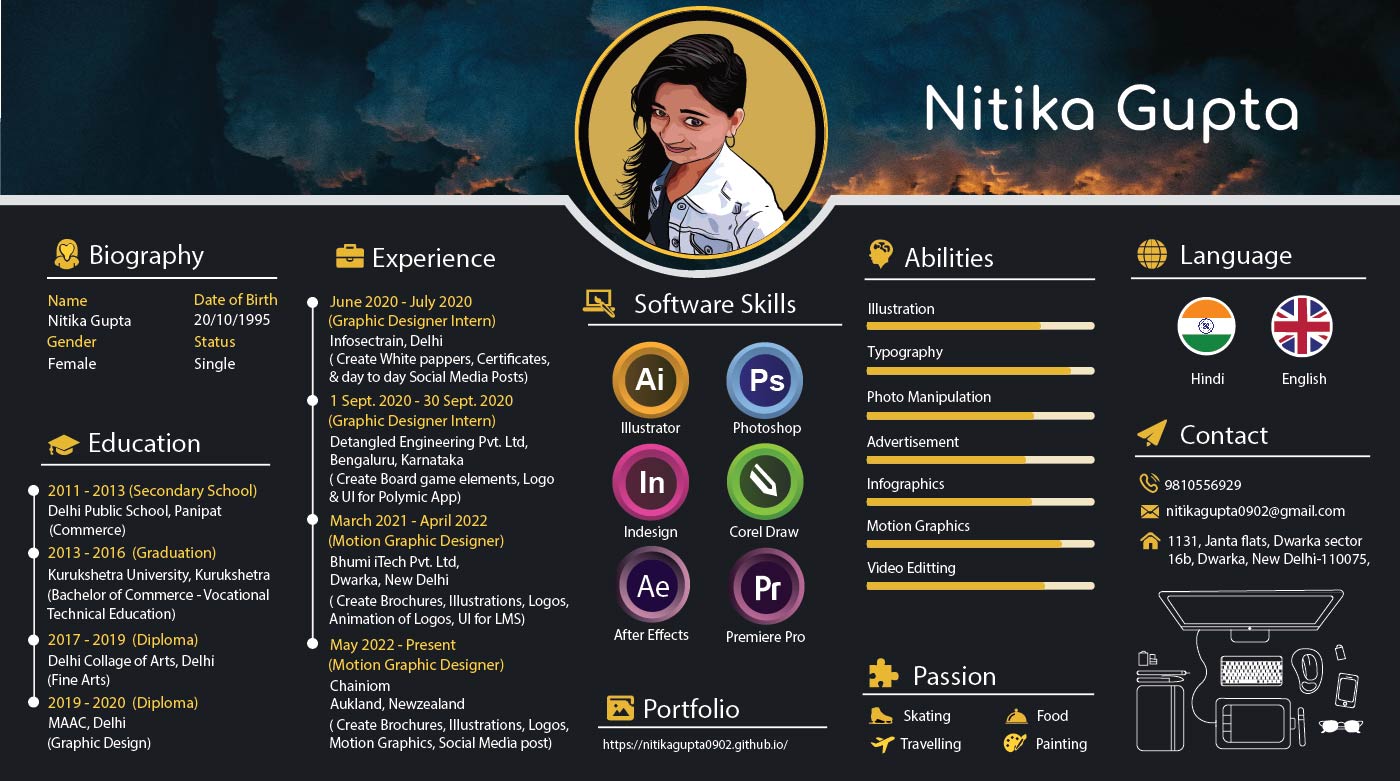 Nitika Gupta
Biography
Name
Nitika Gupta
Gender
Female
Date of Birth
20/10/1995
Status
Single
Education
2011 - 2013 (Secondary School)
Delhi Public School, Panipat
(Commerce)
2013 - 2016 (Graduation)
Kurukshetra University, Kurukshetra
(Bachelor of Commerce - Vocational
Technical Education)
2017 - 2019 (Diploma)
Delhi Collage of Arts, Delhi
(Fine Arts)
2019 - 2020 (Diploma)
MAAC, Delhi
(Graphic Design)
Experience
June 2020 - July 2020
(Graphic Designer Intern)
Infosectrain, Delhi
( Create White pappers, Certificates,
& day to day Social Media Posts)
1 Sept. 2020 - 30 Sept. 2020
(Graphic Designer Intern)
Detangled Engineering Pvt. Ltd,
Bengaluru, Karnataka
( Create Board game elements, Logo
& UI for Polymic App)
March 2021 - April 2022
(Motion Graphic Designer)
Bhumi iTech Pvt. Ltd,
Dwarka, New Delhi
( Create Brochures, Illustrations, Logos,
Animation of Logos, UI for LMS)
May 2022 - Present
(Motion Graphic Designer)
Chainiom
Aukland, Newzealand
( Create Brochures, Illustrations, Logos,
Motion Graphics, Social Media post)
Software Skills
Ai
Illustrator
Ps
Photoshop
In
Indesign
Corel Draw
Ae
After Effects
Pr
Premiere Pro
Portfolio
https://nitikagupta0902.github.io/
Abilities
Illustration
Typography
Photo Manipulation
Advertisement
Infographics
Motion Graphics
Video Editting
Passion
Skating
Food
Travelling
Painting
Language
Hindi
English
Contact
9810556929
nitikagupta0902@gmail.com
1131, Janta flats, Dwarka sector
16b, Dwarka, New Delhi-110075,